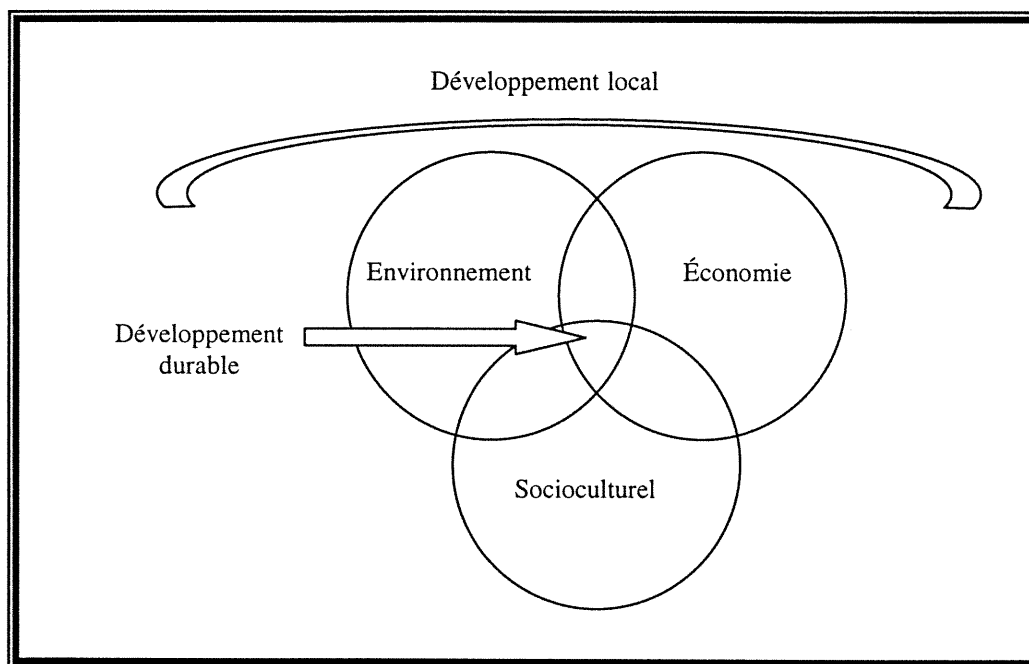 Développement local
Environnement
Économie
Développement
durable
Socioculturel